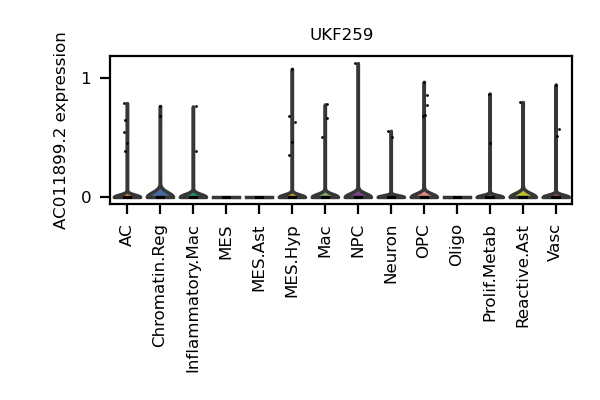 UKF259
AC011899.2 expression
1
0
AC
Chromatin.Reg
Inflammatory.Mac
MES
MES.Ast
MES.Hyp
Mac
NPC
Neuron
OPC
Oligo
Prolif.Metab
Reactive.Ast
Vasc